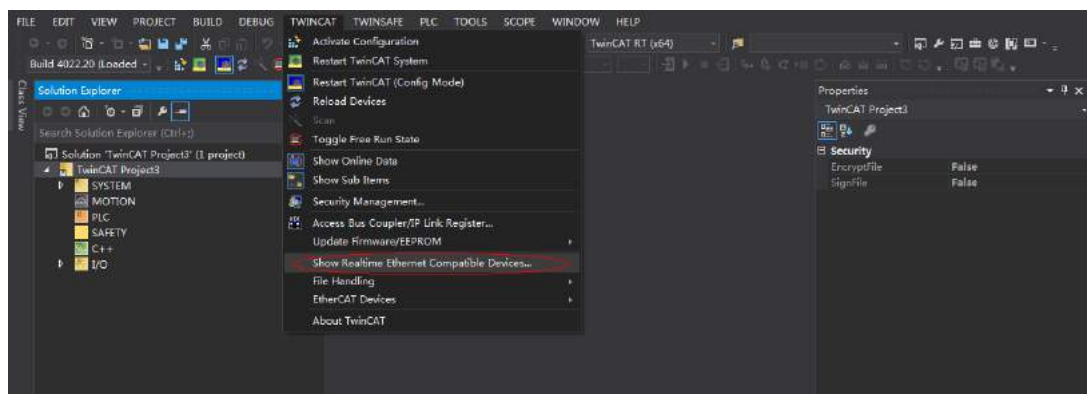 FILE EDIT VIEW PROJECT BUILD DEBUG TWINCAT TWINSAFE PLC TOOLS SCOPE WINDOW HELP
Activate Configuration
TwinCAT RT (x64)
Build 4022.20 (Loaded
Restart TwinCAT System
Class View
Solution Explorer
Search Solution Explorer (Ctrl+;)
Solution 'TwinCAT Project3' (1 project)
TwinCAT Project3
SYSTEM
MOTION
PLC
SAFETY
C++
I/O
Restart TwinCAT (Config Mode)
Reload Devices
Scan
Toggle Free Run State
Show Online Data
Show Sub Items
Security Management...
Access Bus Coupler/IP Link Register...
Update Firmware/EEPROM
Show Realtime Ethernet Compatible Devices...
File Handling
EtherCAT Devices
About TwinCAT
Properties
TwinCAT Project3
Security
EncryptFile False
SignFile False